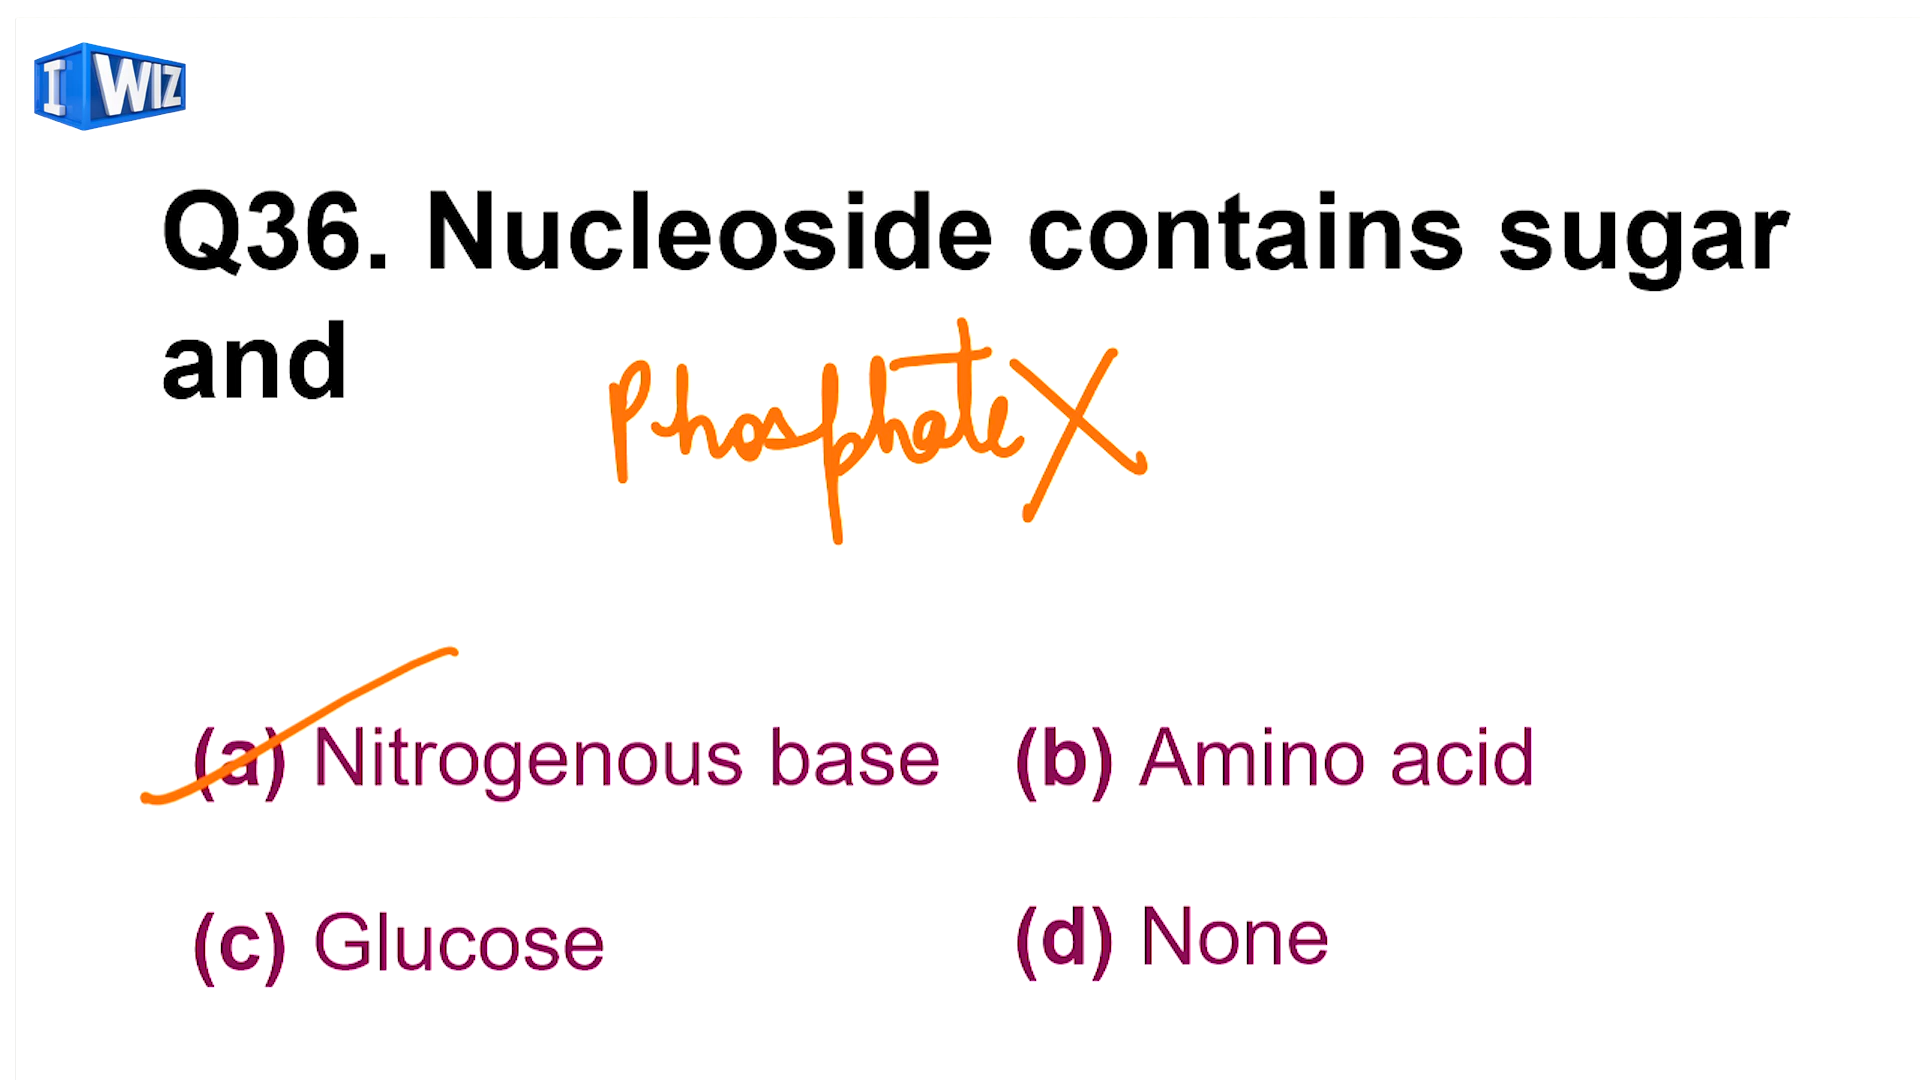 I WIZ
Q36. Nucleoside contains sugar
and
Phosphate X
(a) Nitrogenous base (b) Amino acid
(c) Glucose (d) None